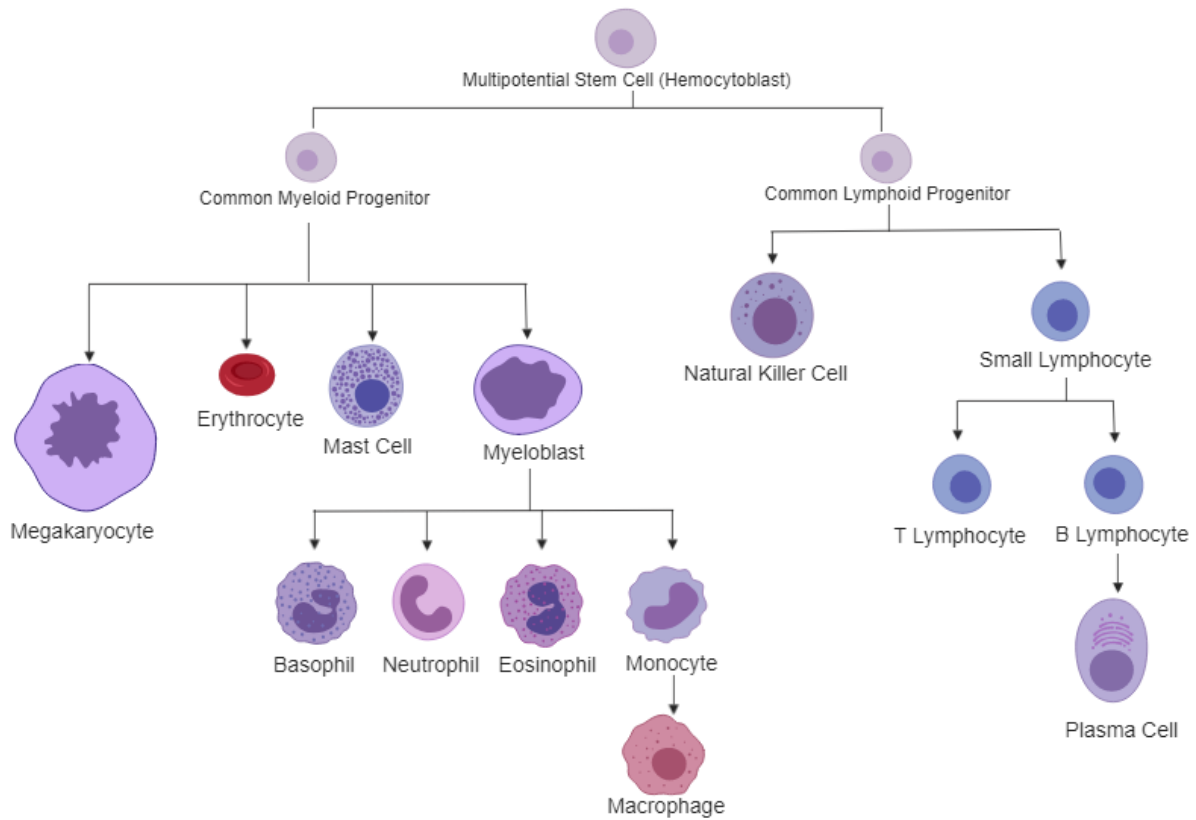 Multipotential Stem Cell (Hemocytoblast)
Common Myeloid Progenitor
Common Lymphoid Progenitor
Megakaryocyte
Erythrocyte
Mast Cell
Myeloblast
Natural Killer Cell
Small Lymphocyte
T Lymphocyte
B Lymphocyte
Basophil
Neutrophil
Eosinophil
Monocyte
Plasma Cell
Macrophage